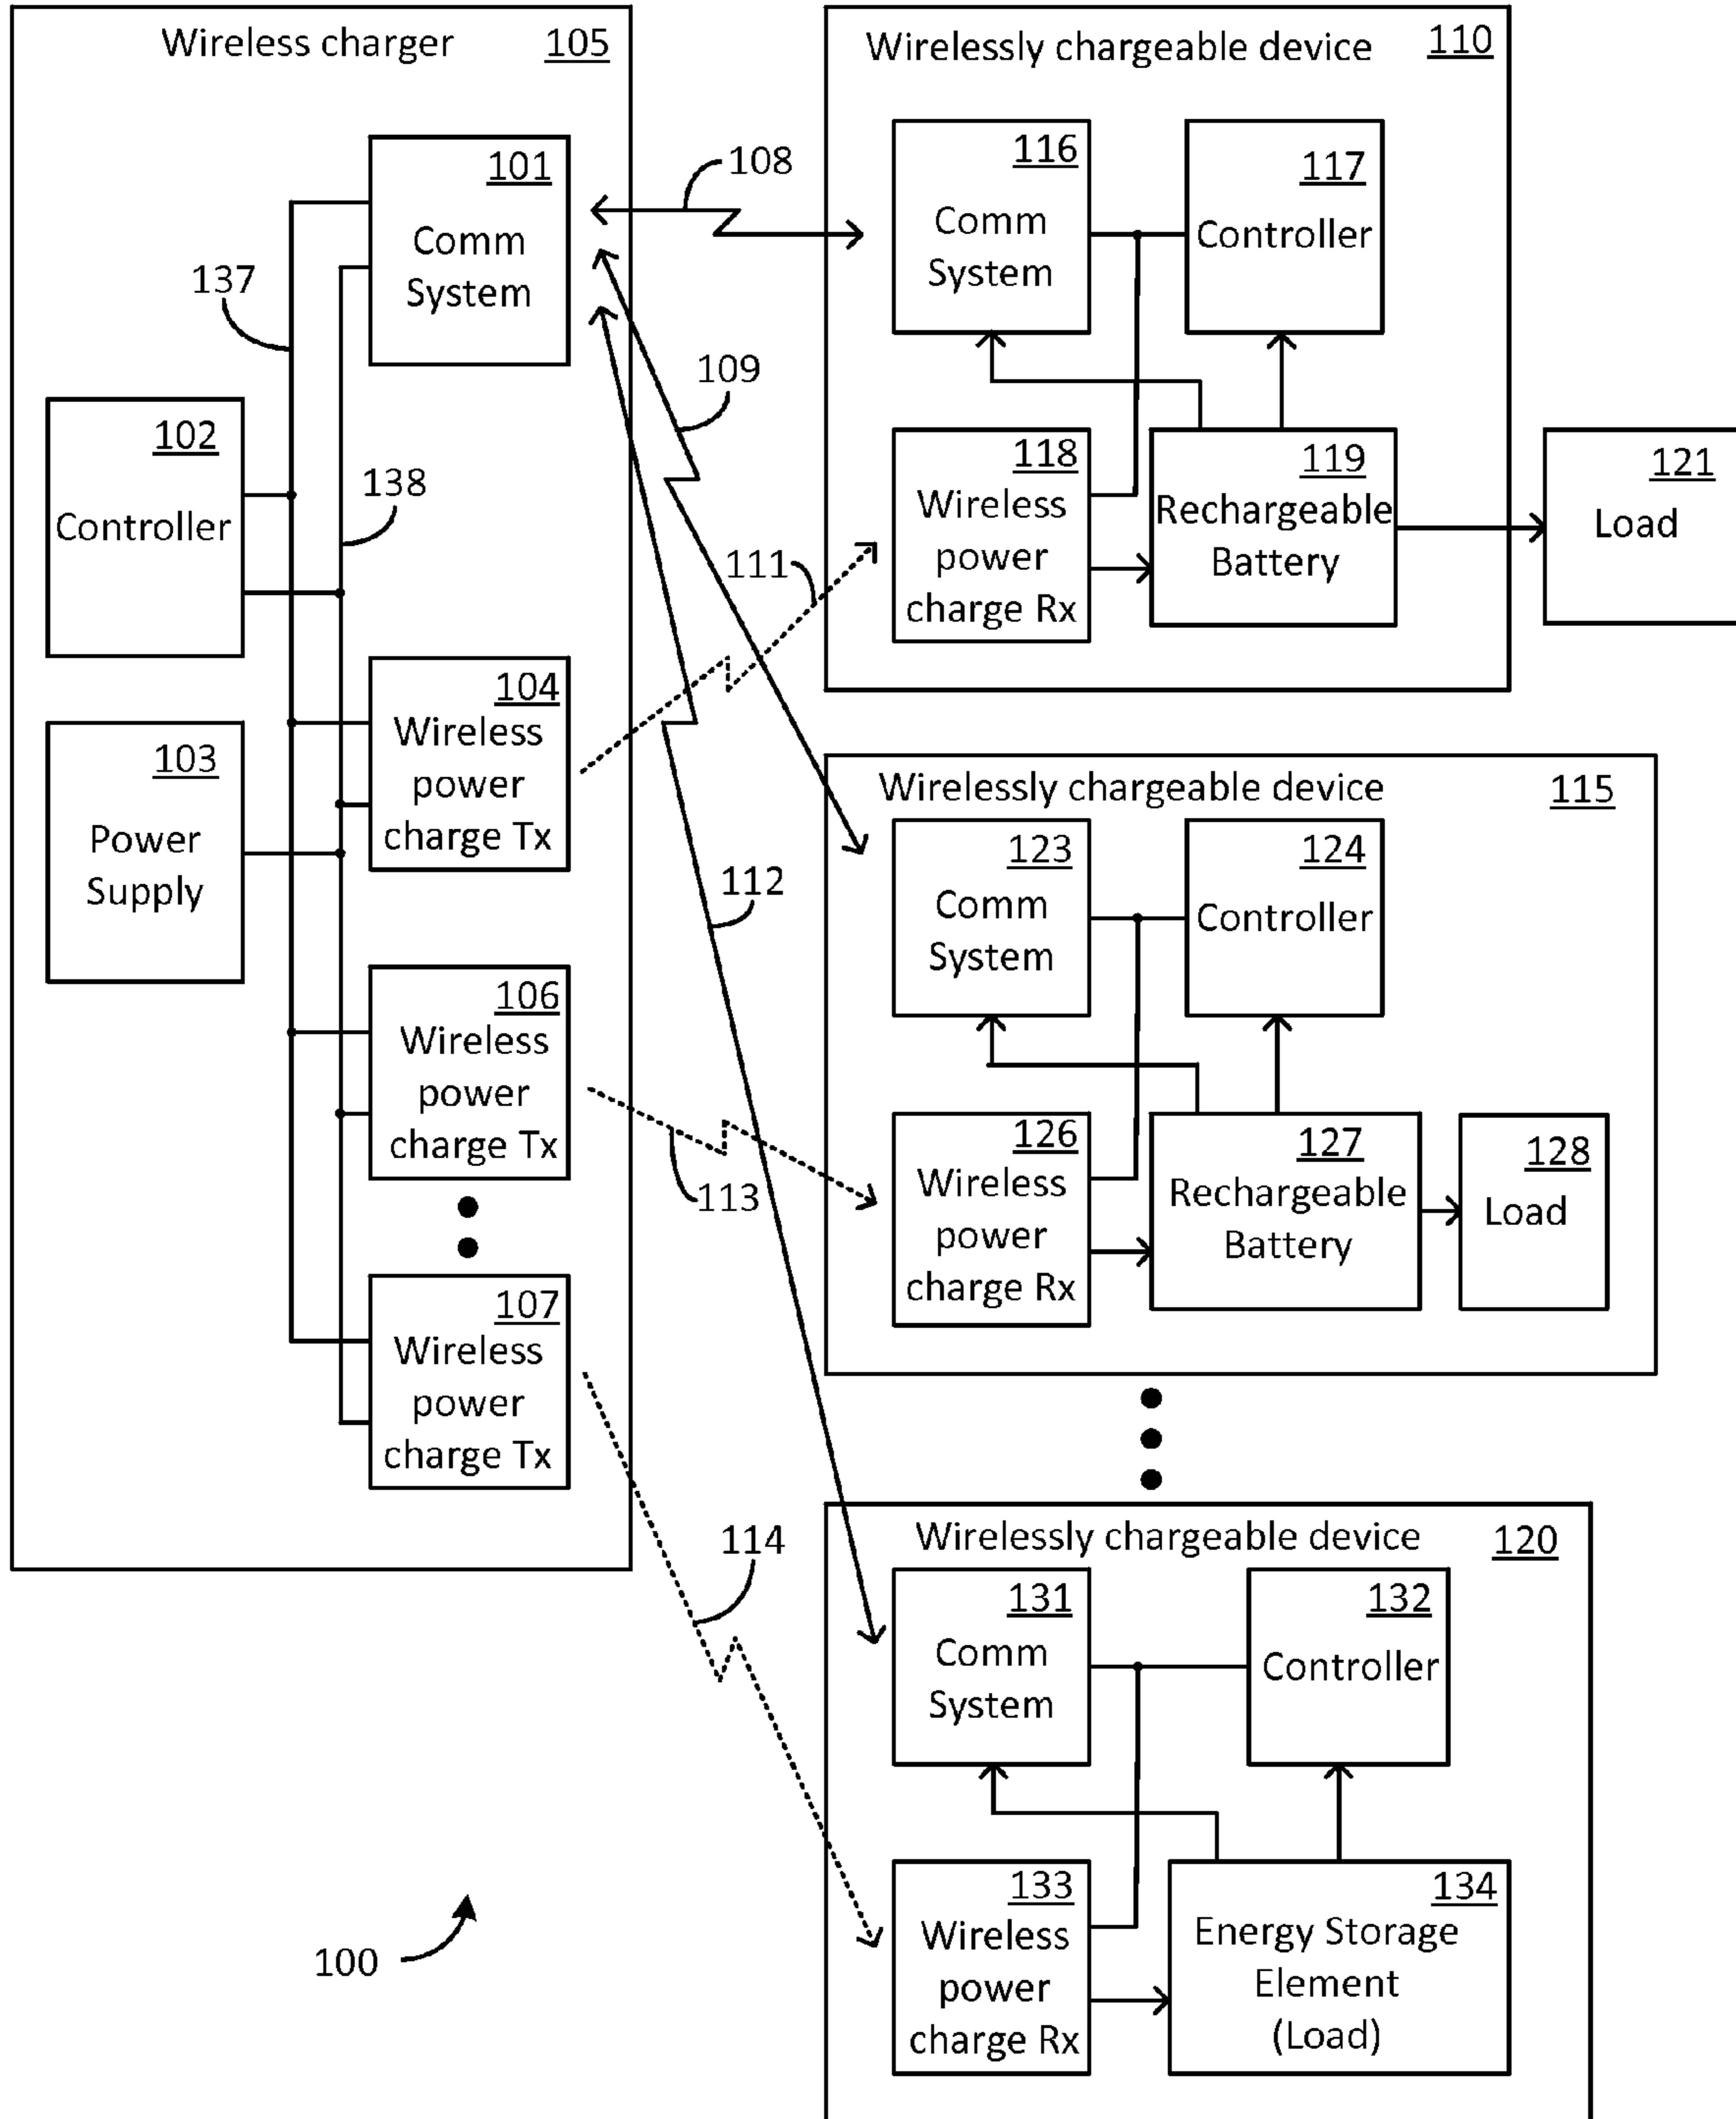 Wireless charger 105
101
Comm
System
137
102
Controller
138
104
Wireless
power
charge Tx
103
Power
Supply
106
Wireless
power
charge Tx
107
Wireless
power
charge Tx
108
109
111
112
113
114
100
Wirelessly chargeable device 110
116
Comm
System
117
Controller
118
Wireless
power
charge Rx
119
Rechargeable
Battery
121
Load
Wirelessly chargeable device 115
123
Comm
System
124
Controller
126
Wireless
power
charge Rx
127
Rechargeable
Battery
128
Load
Wirelessly chargeable device 120
131
Comm
System
132
Controller
133
Wireless
power
charge Rx
134
Energy Storage
Element
(Load)